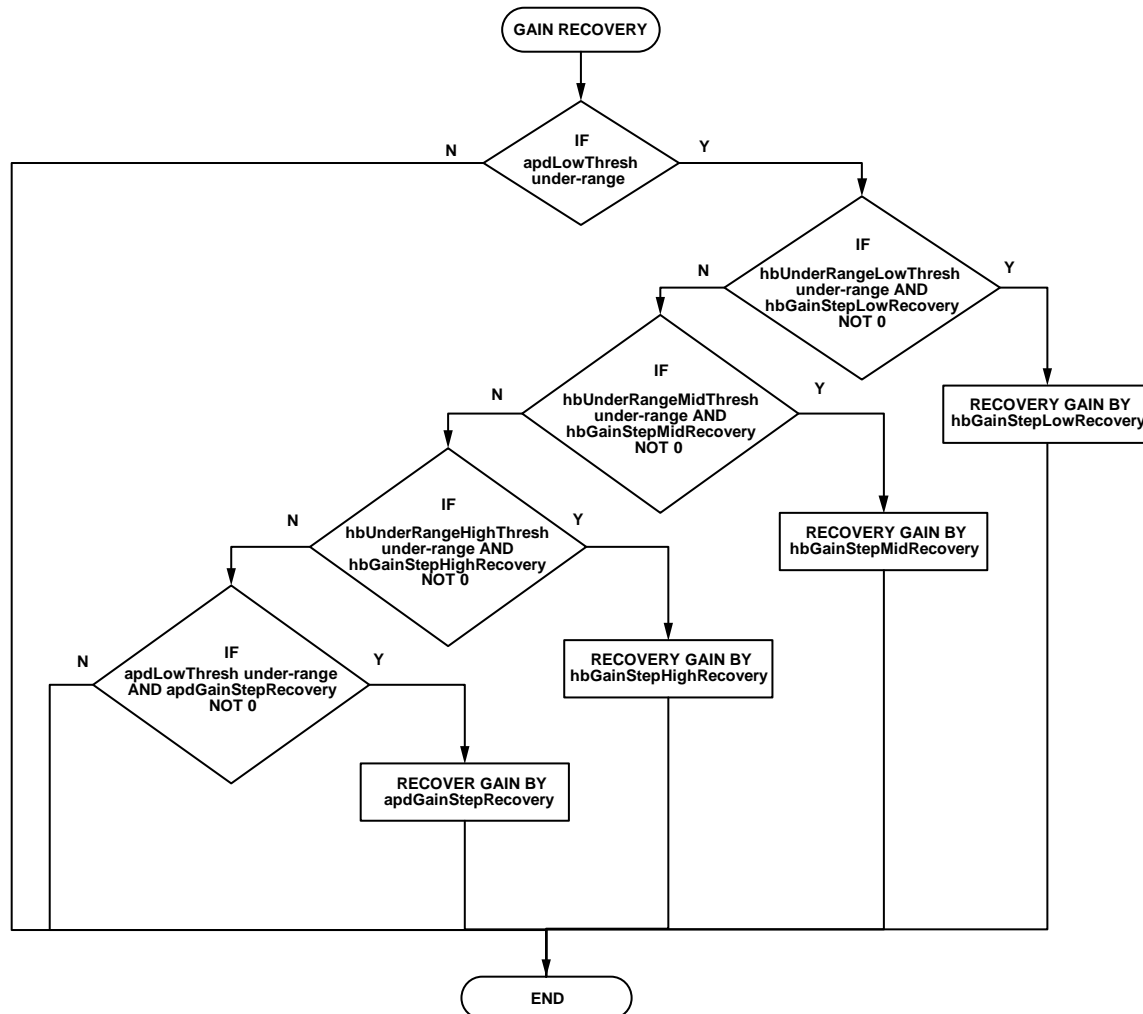 GAIN RECOVERY
IF
apdLowThresh
under-range
N
Y
IF
hbUnderRangeLowThresh
under-range AND
hbGainStepLowRecovery
NOT 0
N
Y
IF
hbUnderRangeMidThresh
under-range AND
hbGainStepMidRecovery
NOT 0
N
Y
RECOVERY GAIN BY
hbGainStepLowRecovery
IF
hbUnderRangeHighThresh
under-range AND
hbGainStepHighRecovery
NOT 0
N
Y
RECOVERY GAIN BY
hbGainStepMidRecovery
IF
apdLowThresh under-range
AND apdGainStepRecovery
NOT 0
N
Y
RECOVERY GAIN BY
hbGainStepHighRecovery
RECOVER GAIN BY
apdGainStepRecovery
END